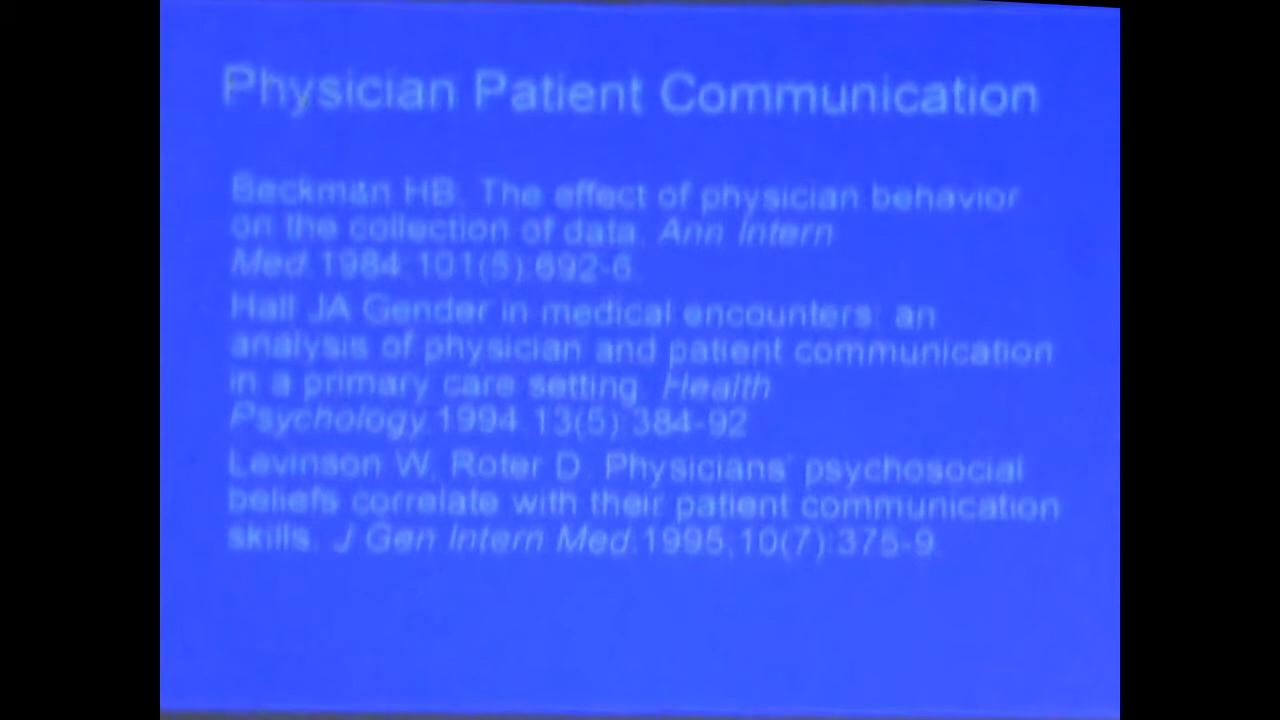 Physician Patient Communication
Beckman HB. The effect of physician behavior
on the collection of data. Ann Intern
Med.1984;101(5):692-6.
Hall JA Gender in medical encounters: an
analysis of physician and patient communication
in a primary care setting. Health
Psychology.1994.13(5):384-92
Levinson W, Roter D. Physicians' psychosocial
beliefs correlate with their patient communication
skills. J Gen Intern Med.1995;10(7):375-9.